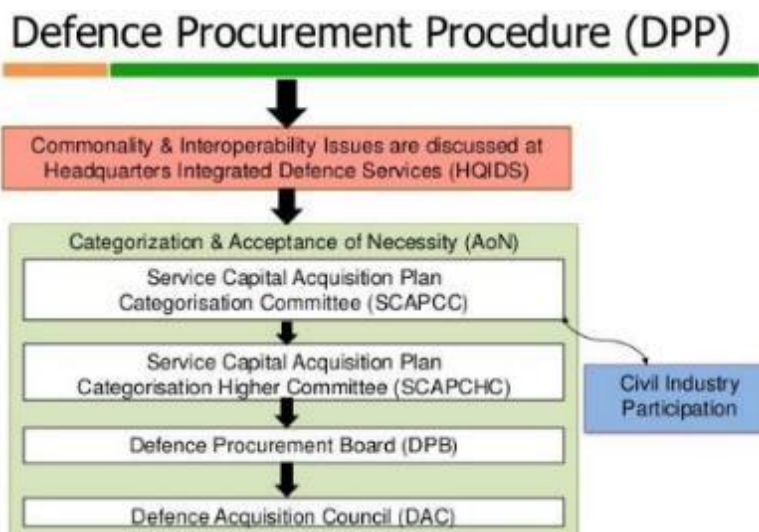 Defence Procurement Procedure (DPP)
Commonality & Interoperability Issues are discussed at
Headquarters Integrated Defence Services (HQIDS)
Categorization & Acceptance of Necessity (AoN)
Service Capital Acquisition Plan
Categorisation Committee (SCAPCC)
Service Capital Acquisition Plan
Categorisation Higher Committee (SCAPCHC)
Civil Industry
Participation
Defence Procurement Board (DPB)
Defence Acquisition Council (DAC)